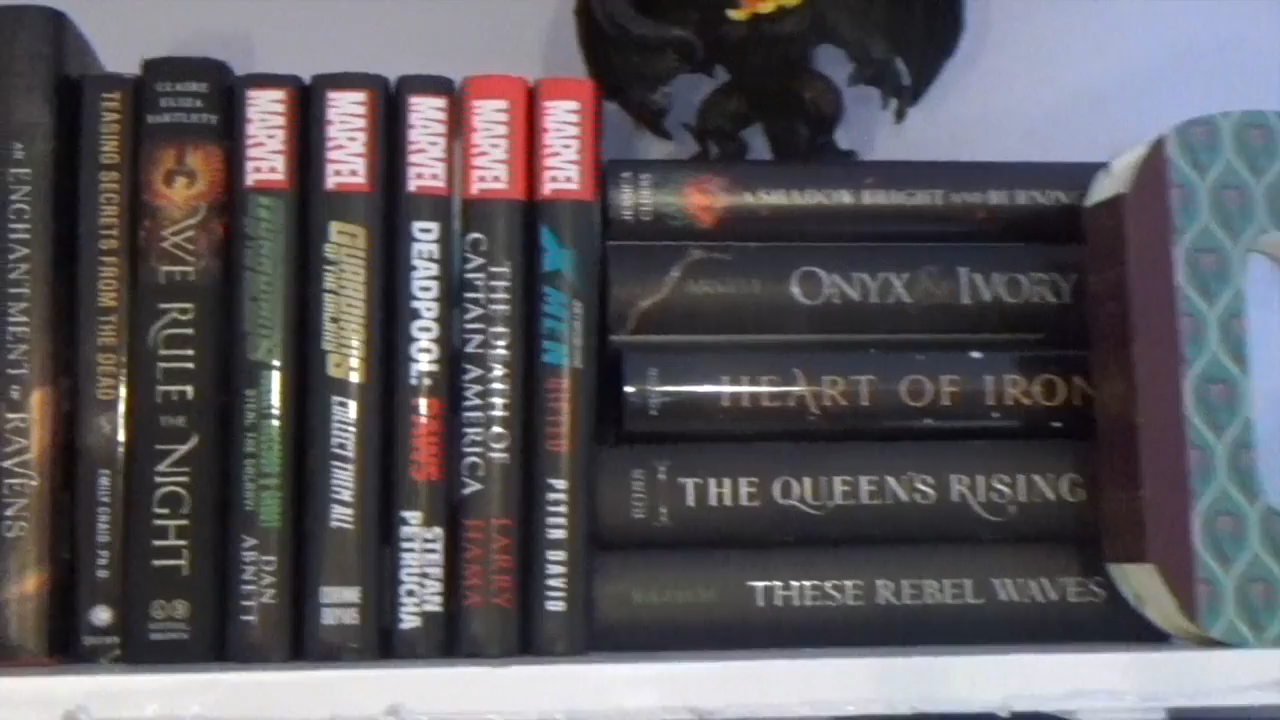 AN ENCHANTMENT OF RAVENS
TEASING SECRETS FROM THE DEAD
EMILY CRAIG, Ph.D.
CLAIRE
ELIZA
BARTLETT
WE RULE THE NIGHT
MARVEL
DAN
ABNETT
MARVEL
GUARDIANS
OF THE GALAXY
COLLECT THEM ALL
MARVEL
DEADPOOL: PAWS
STEFAN
PETRUCHA
MARVEL
THE DEATH OF
CAPTAIN AMERICA
LARRY
HAMA
MARVEL
X-MEN
PETER DAVID
A SHADOW BRIGHT AND BURNING
ONYX & IVORY
HEART OF IRON
THE QUEEN'S RISING
THESE REBEL WAVES